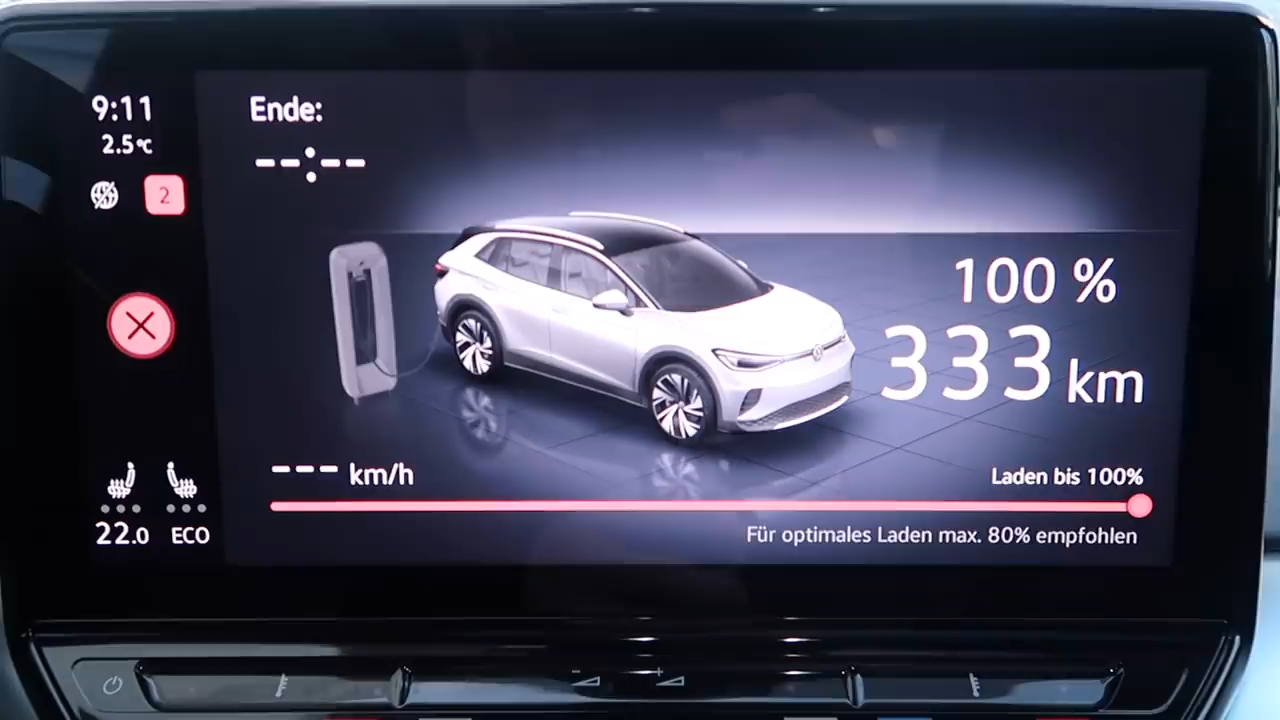 9:11
2.5°C
2
22.0
ECO
Ende:
--:--
100 %
333 km
--- km/h
Laden bis 100%
Für optimales Laden max. 80% empfohlen